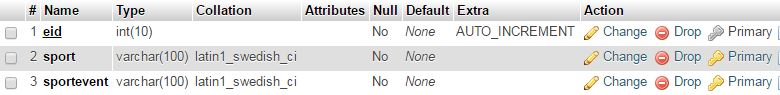 # Name Type Collation Attributes Null Default Extra Action
1 eid int(10) No None AUTO_INCREMENT Change Drop Primary
2 sport varchar(100) latin1_swedish_ci No None Change Drop Primary
3 sportevent varchar(100) latin1_swedish_ci No None Change Drop Primary